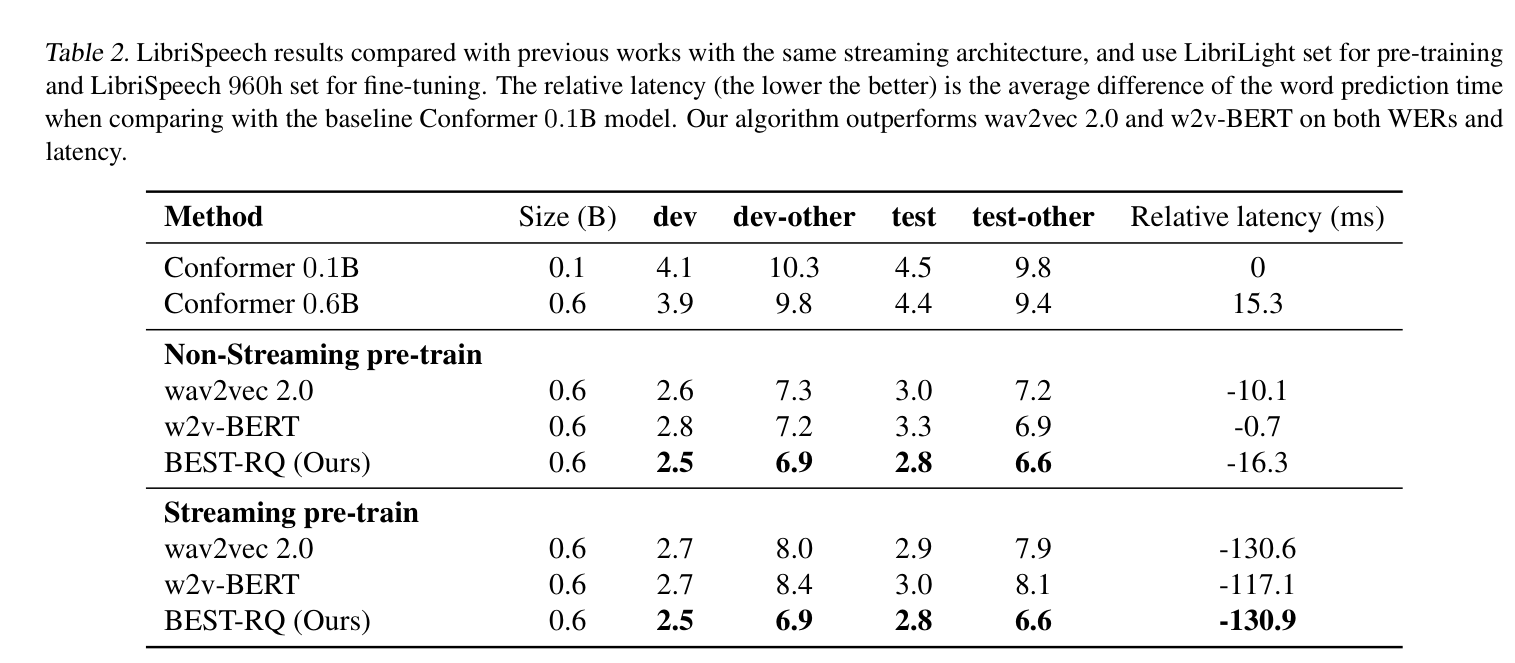 Table 2. LibriSpeech results compared with previous works with the same streaming architecture, and use LibriLight set for pre-training
and LibriSpeech 960h set for fine-tuning. The relative latency (the lower the better) is the average difference of the word prediction time
when comparing with the baseline Conformer 0.1B model. Our algorithm outperforms wav2vec 2.0 and w2v-BERT on both WERs and
latency.
Method Size (B) dev dev-other test test-other Relative latency (ms)
Conformer 0.1B 0.1 4.1 10.3 4.5 9.8 0
Conformer 0.6B 0.6 3.9 9.8 4.4 9.4 15.3
Non-Streaming pre-train
wav2vec 2.0 0.6 2.6 7.3 3.0 7.2 -10.1
w2v-BERT 0.6 2.8 7.2 3.3 6.9 -0.7
BEST-RQ (Ours) 0.6 2.5 6.9 2.8 6.6 -16.3
Streaming pre-train
wav2vec 2.0 0.6 2.7 8.0 2.9 7.9 -130.6
w2v-BERT 0.6 2.7 8.4 3.0 8.1 -117.1
BEST-RQ (Ours) 0.6 2.5 6.9 2.8 6.6 -130.9